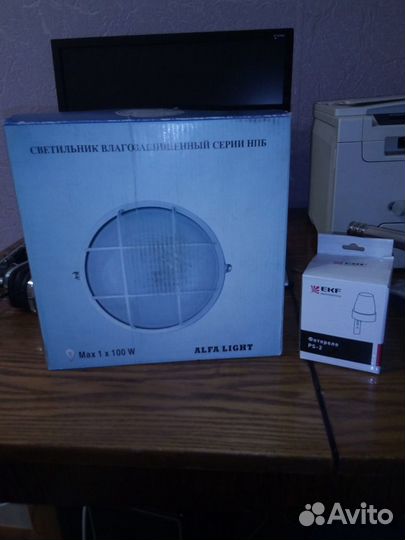 СВЕТИЛЬНИК ВЛАГОЗАЩИЩЕННЫЙ СЕРИИ НПБ
Max 1 x 100 W
ALFA LIGHT
EKF
Фотореле
PS-2
Avito